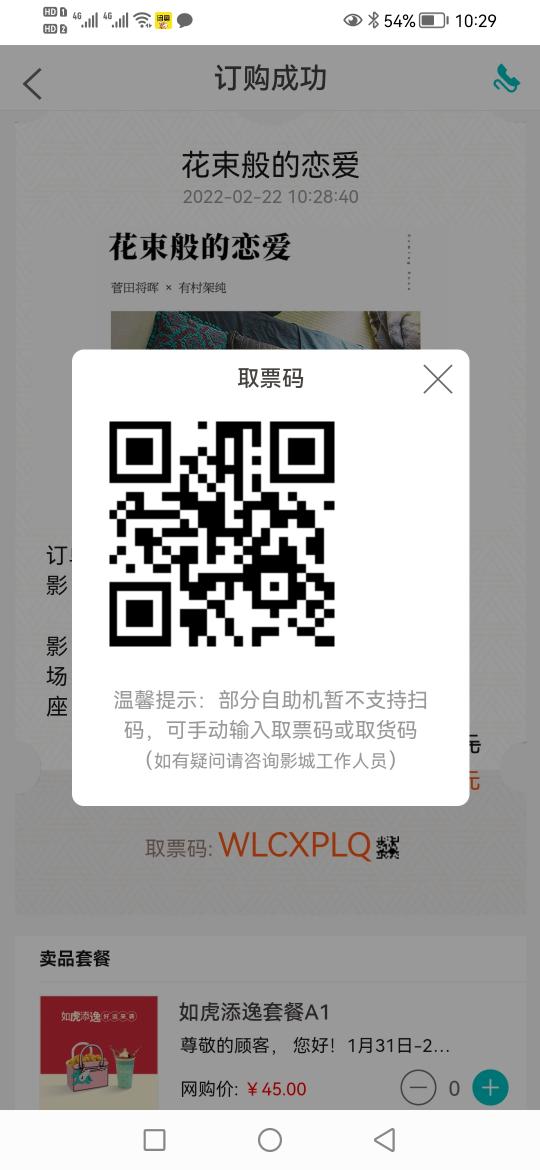 HD 1 4G 4G 54% 10:29
HD 2
订购成功
花束般的恋爱
2022-02-22 10:28:40
花束般的恋爱
菅田将晖 × 有村架纯
取票码
订
影
影
场
座
温馨提示：部分自助机暂不支持扫
码，可手动输入取票码或取货码
（如有疑问请咨询影城工作人员）
元
元
取票码: WLCXPLQ
卖品套餐
如虎添逸
如虎添逸套餐A1
尊敬的顾客， 您好！1月31日-2...
网购价: ￥45.00
0